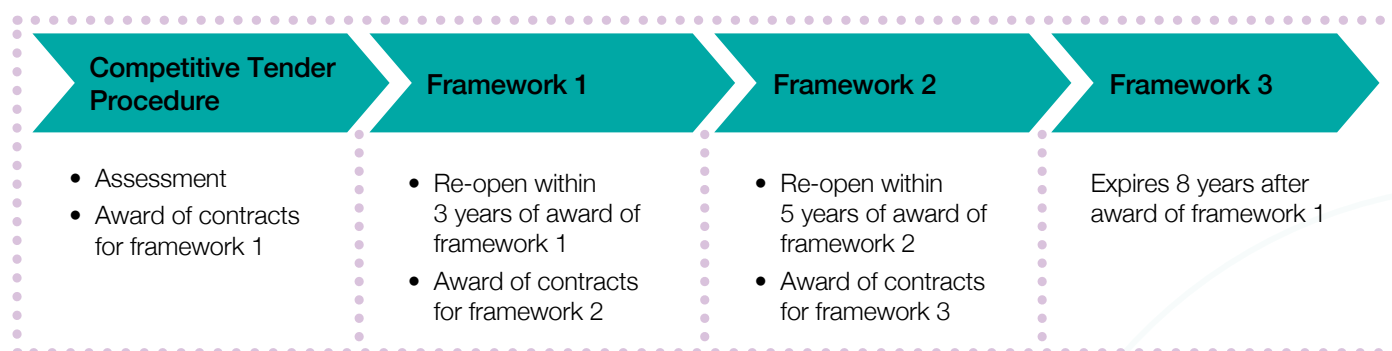 Competitive Tender
Procedure
• Assessment
• Award of contracts
for framework 1
Framework 1
• Re-open within
3 years of award of
framework 1
• Award of contracts
for framework 2
Framework 2
• Re-open within
5 years of award of
framework 2
• Award of contracts
for framework 3
Framework 3
Expires 8 years after
award of framework 1